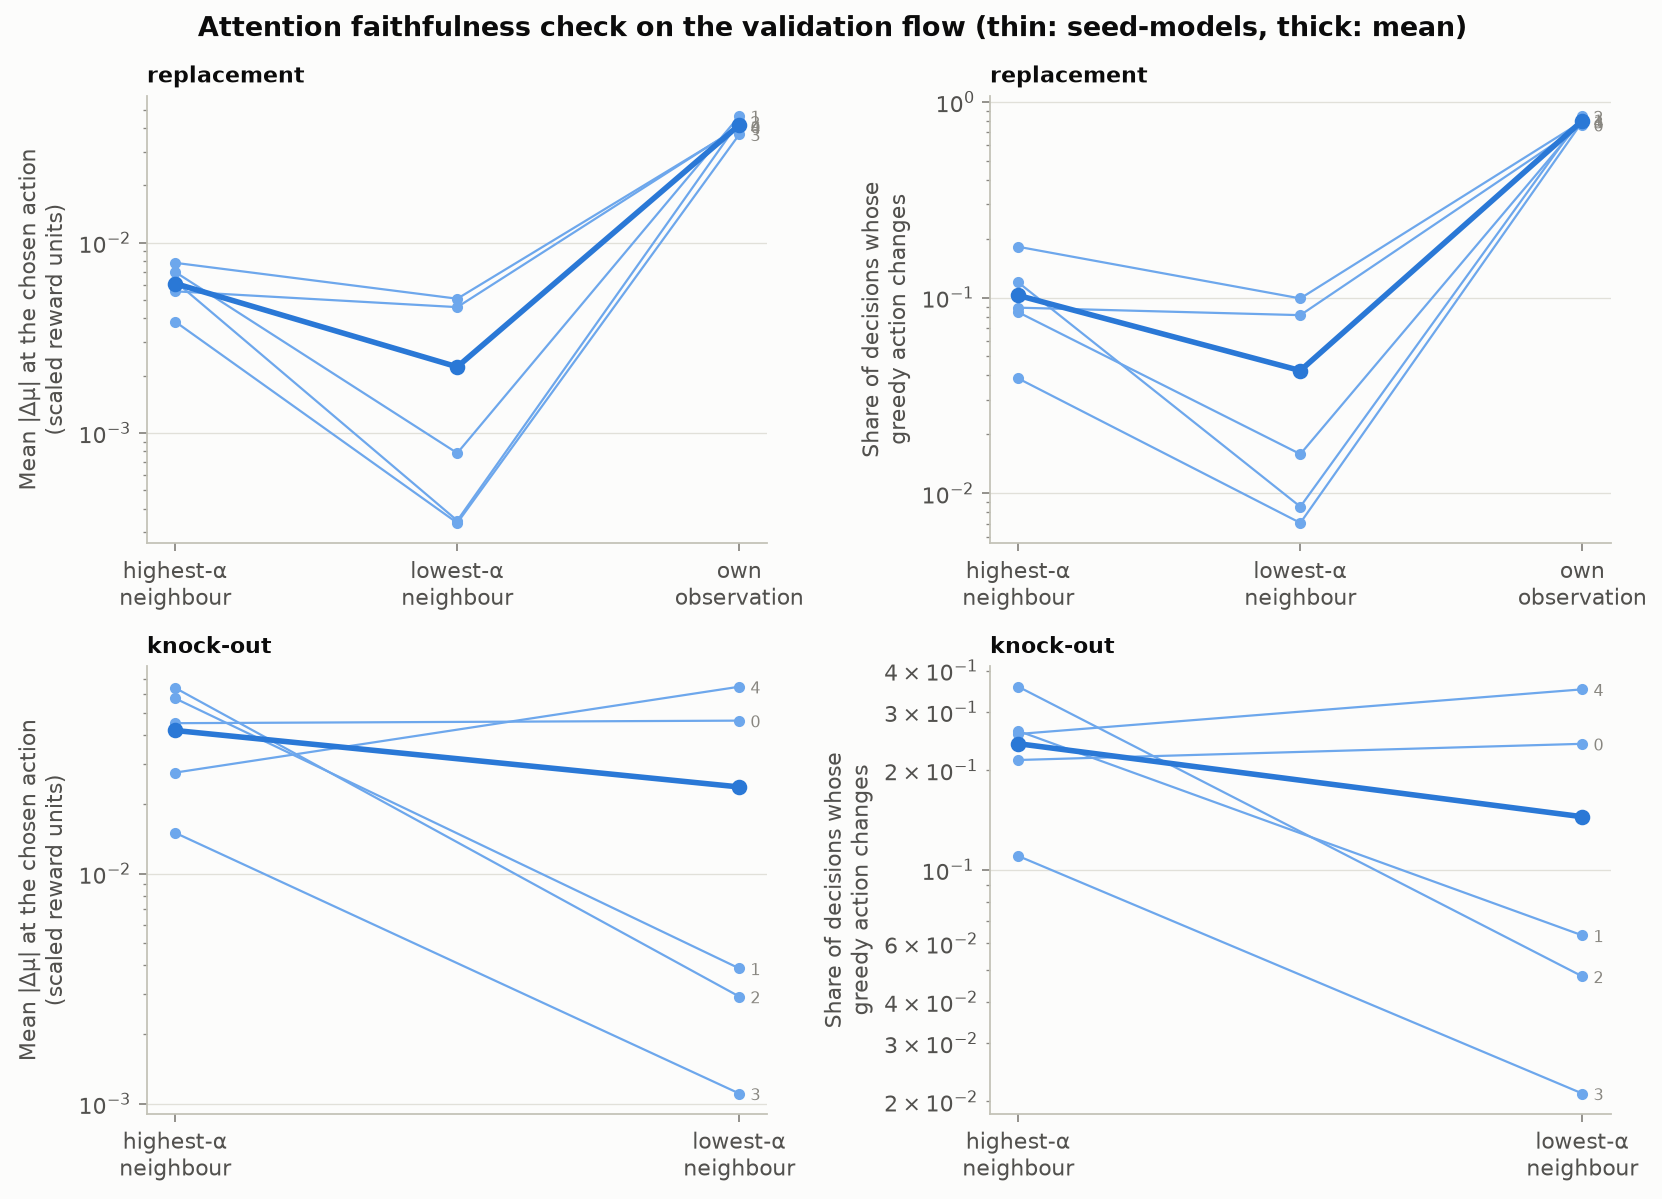 Attention faithfulness check on the validation flow (thin: seed-models, thick: mean)
replacement
Mean |Δμ| at the chosen action
(scaled reward units)
10⁻²
10⁻³
1
3
highest-α
neighbour
lowest-α
neighbour
own
observation
replacement
Share of decisions whose
greedy action changes
10⁰
10⁻¹
10⁻²
highest-α
neighbour
lowest-α
neighbour
own
observation
knock-out
Mean |Δμ| at the chosen action
(scaled reward units)
10⁻²
10⁻³
4
0
1
2
3
highest-α
neighbour
lowest-α
neighbour
knock-out
Share of decisions whose
greedy action changes
4 × 10⁻¹
3 × 10⁻¹
2 × 10⁻¹
10⁻¹
6 × 10⁻²
4 × 10⁻²
3 × 10⁻²
2 × 10⁻²
4
0
1
2
3
highest-α
neighbour
lowest-α
neighbour